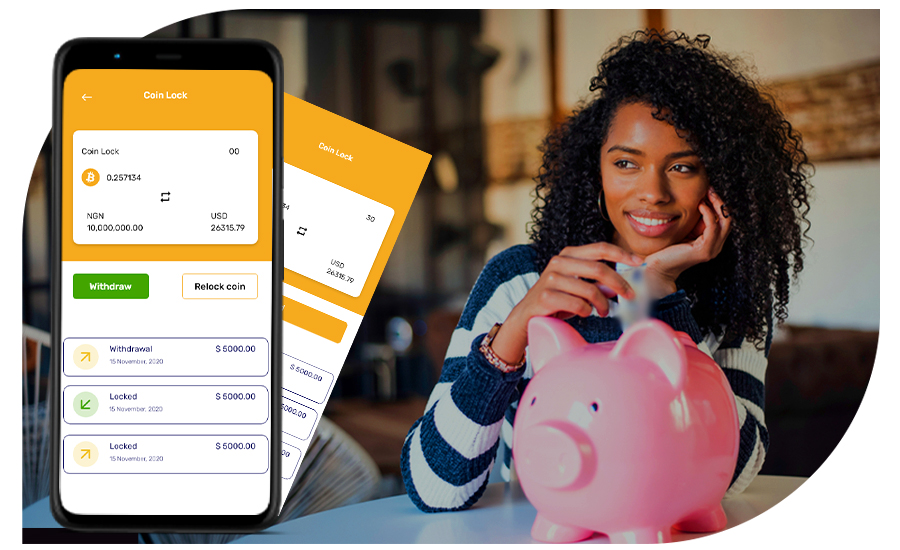 Coin Lock
Coin Lock 00
0.257134
NGN USD
10,000,000.00 26315.79
Withdraw Relock coin
Withdrawal $ 5000.00
15 November, 2020
Locked $ 5000.00
15 November, 2020
Locked $ 5000.00
15 November, 2020
Coin Lock
34 30
USD
26315.79
$ 5000.00
5000.00
00